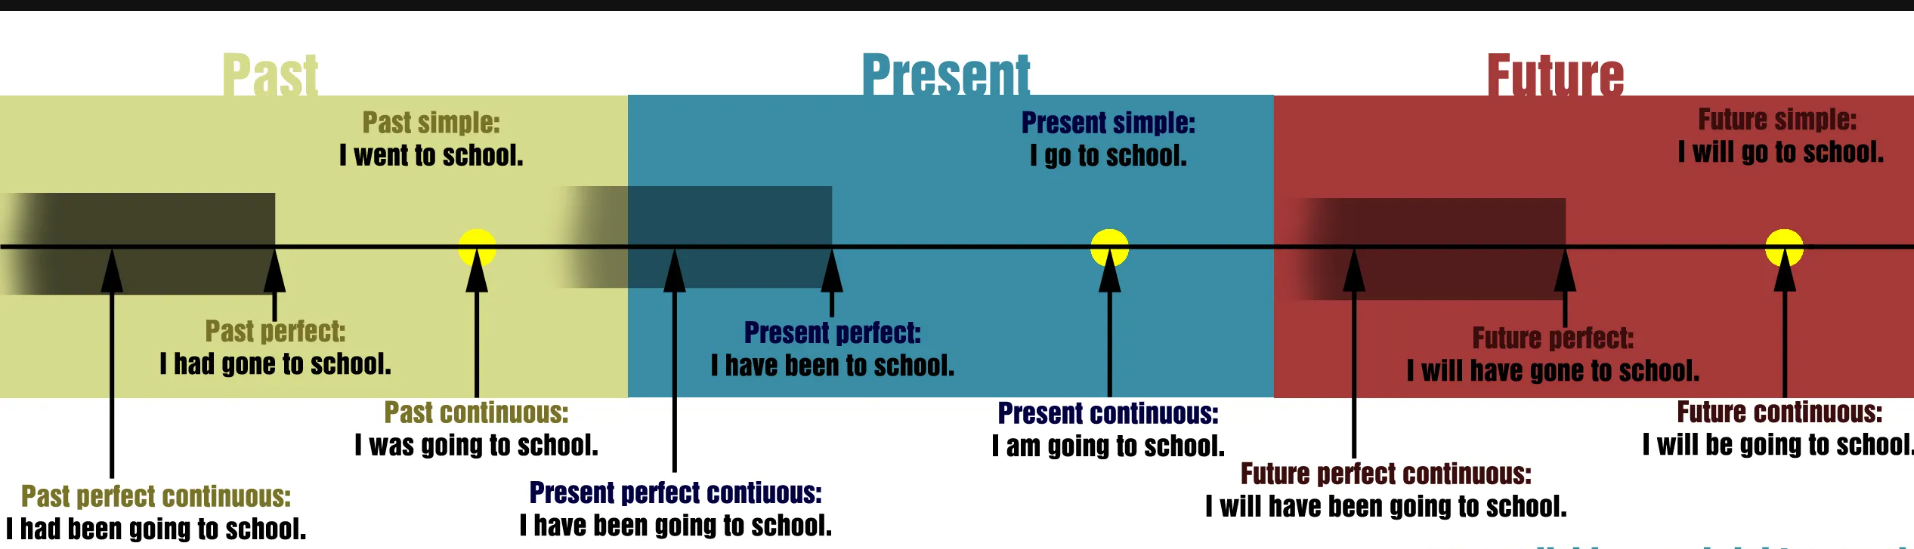 Past
Present
Future
Past simple:
I went to school.
Present simple:
I go to school.
Future simple:
I will go to school.
Past perfect:
I had gone to school.
Present perfect:
I have been to school.
Future perfect:
I will have gone to school.
Past continuous:
I was going to school.
Present continuous:
I am going to school.
Future continuous:
I will be going to school.
Past perfect continuous:
I had been going to school.
Present perfect contiuous:
I have been going to school.
Future perfect continuous:
I will have been going to school.